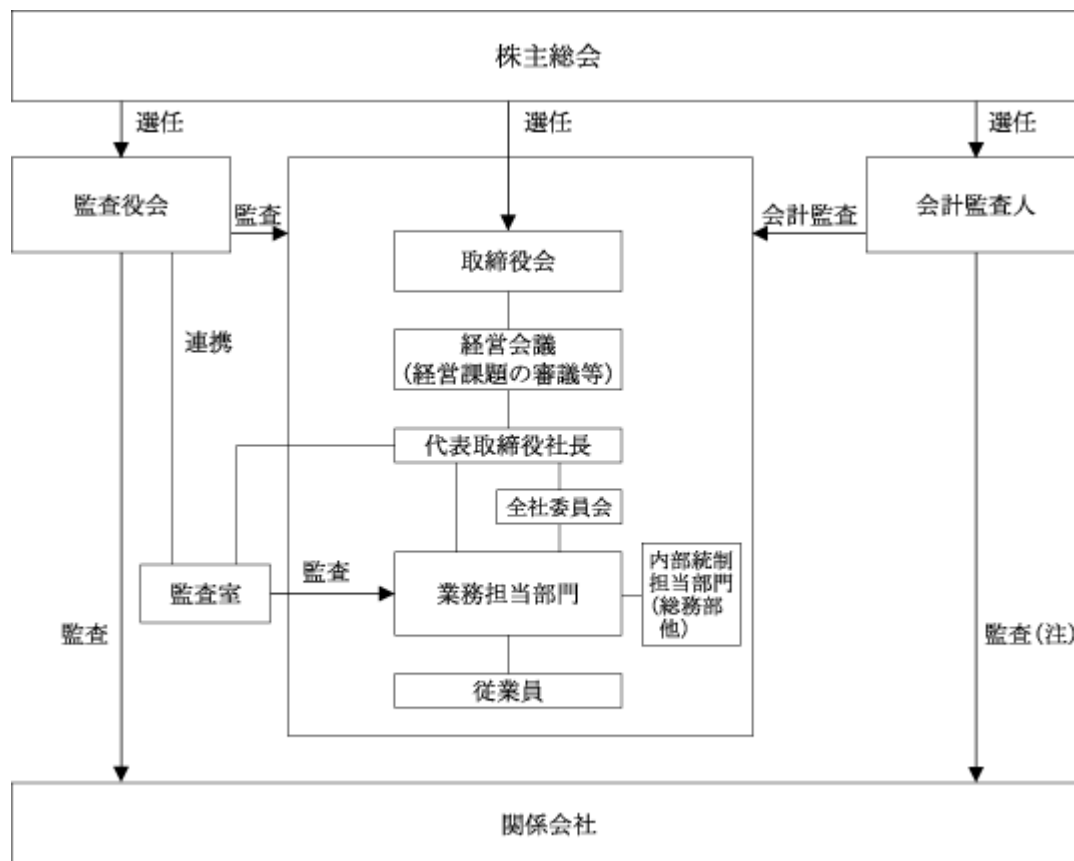 株主総会
選任
選任
選任
監査役会
会計監査人
監査
会計監査
取締役会
連携
経営会議
(経営課題の審議等)
代表取締役社長
全社委員会
監査室
監査
業務担当部門
内部統制
担当部門
(総務部
他)
監査
監査(注)
従業員
関係会社